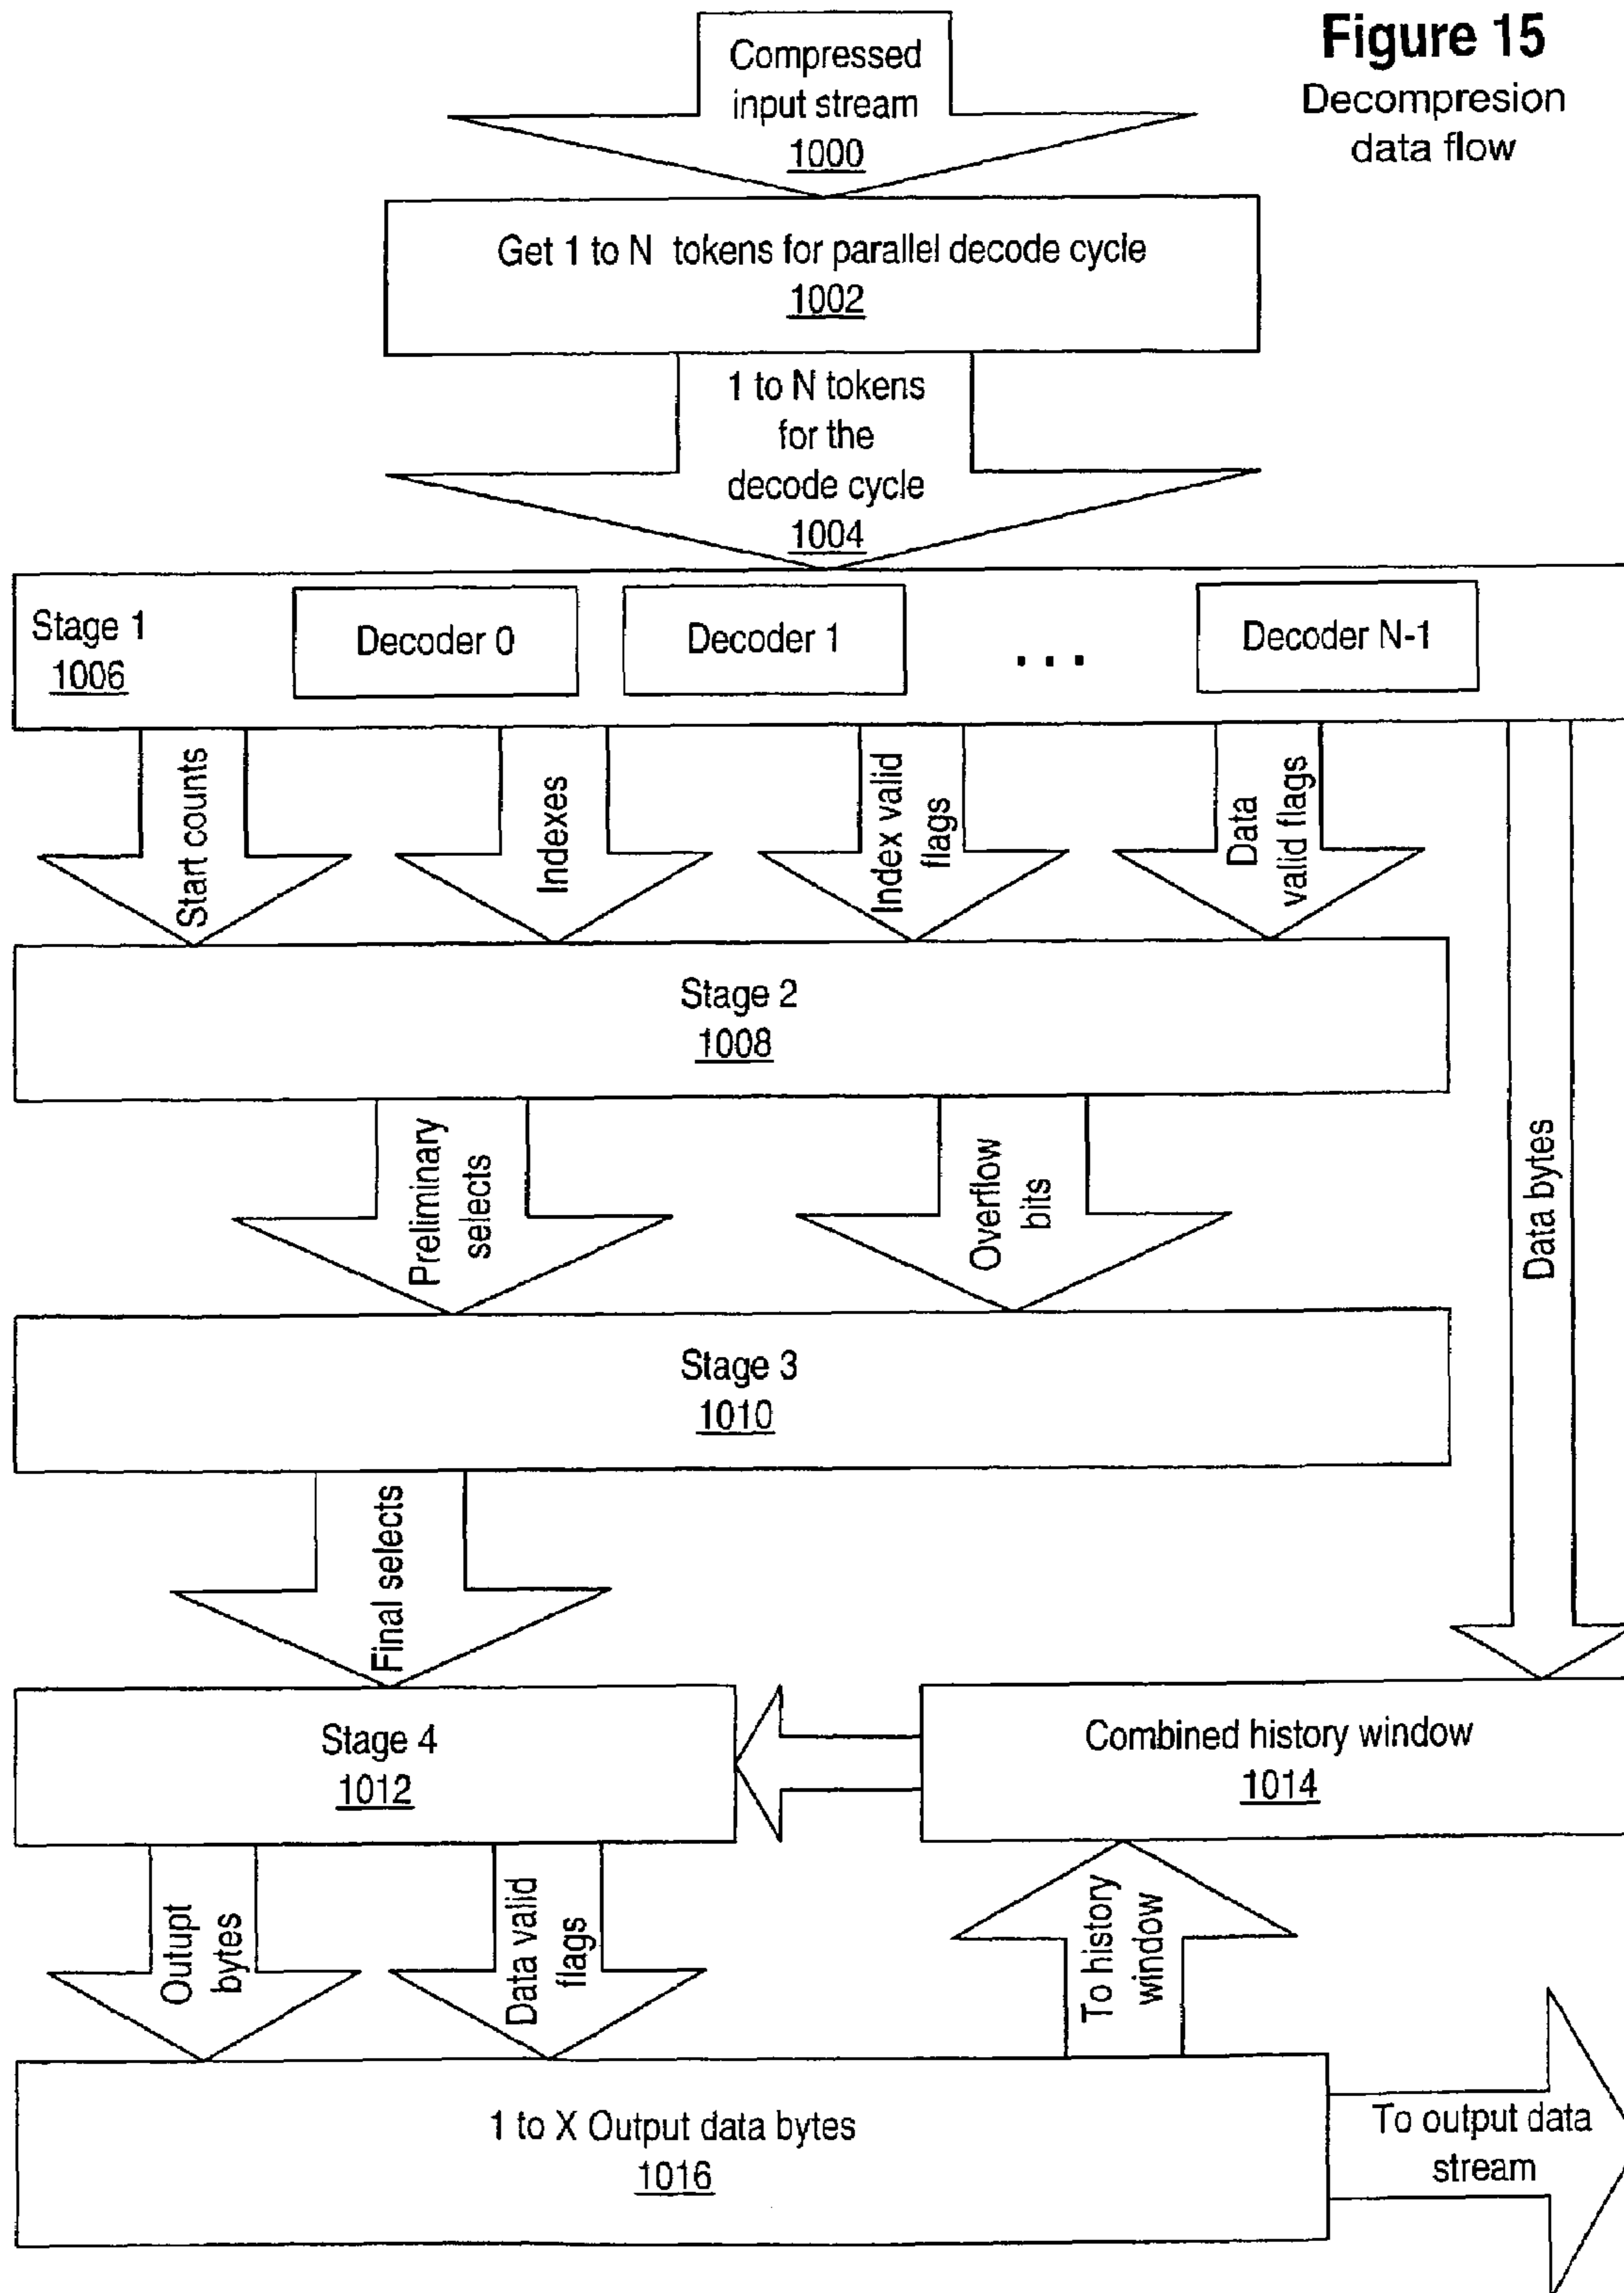 Figure 15
Decompresion
data flow
Compressed
input stream
1000
Get 1 to N tokens for parallel decode cycle
1002
1 to N tokens
for the
decode cycle
1004
Stage 1
1006
Decoder 0
Decoder 1
...
Decoder N-1
Start counts
Indexes
Index valid
flags
Data
valid flags
Data bytes
Stage 2
1008
Preliminary
selects
Overflow
bits
Stage 3
1010
Final selects
Stage 4
1012
Combined history window
1014
Outupt
bytes
Data valid
flags
To history
window
1 to X Output data bytes
1016
To output data
stream